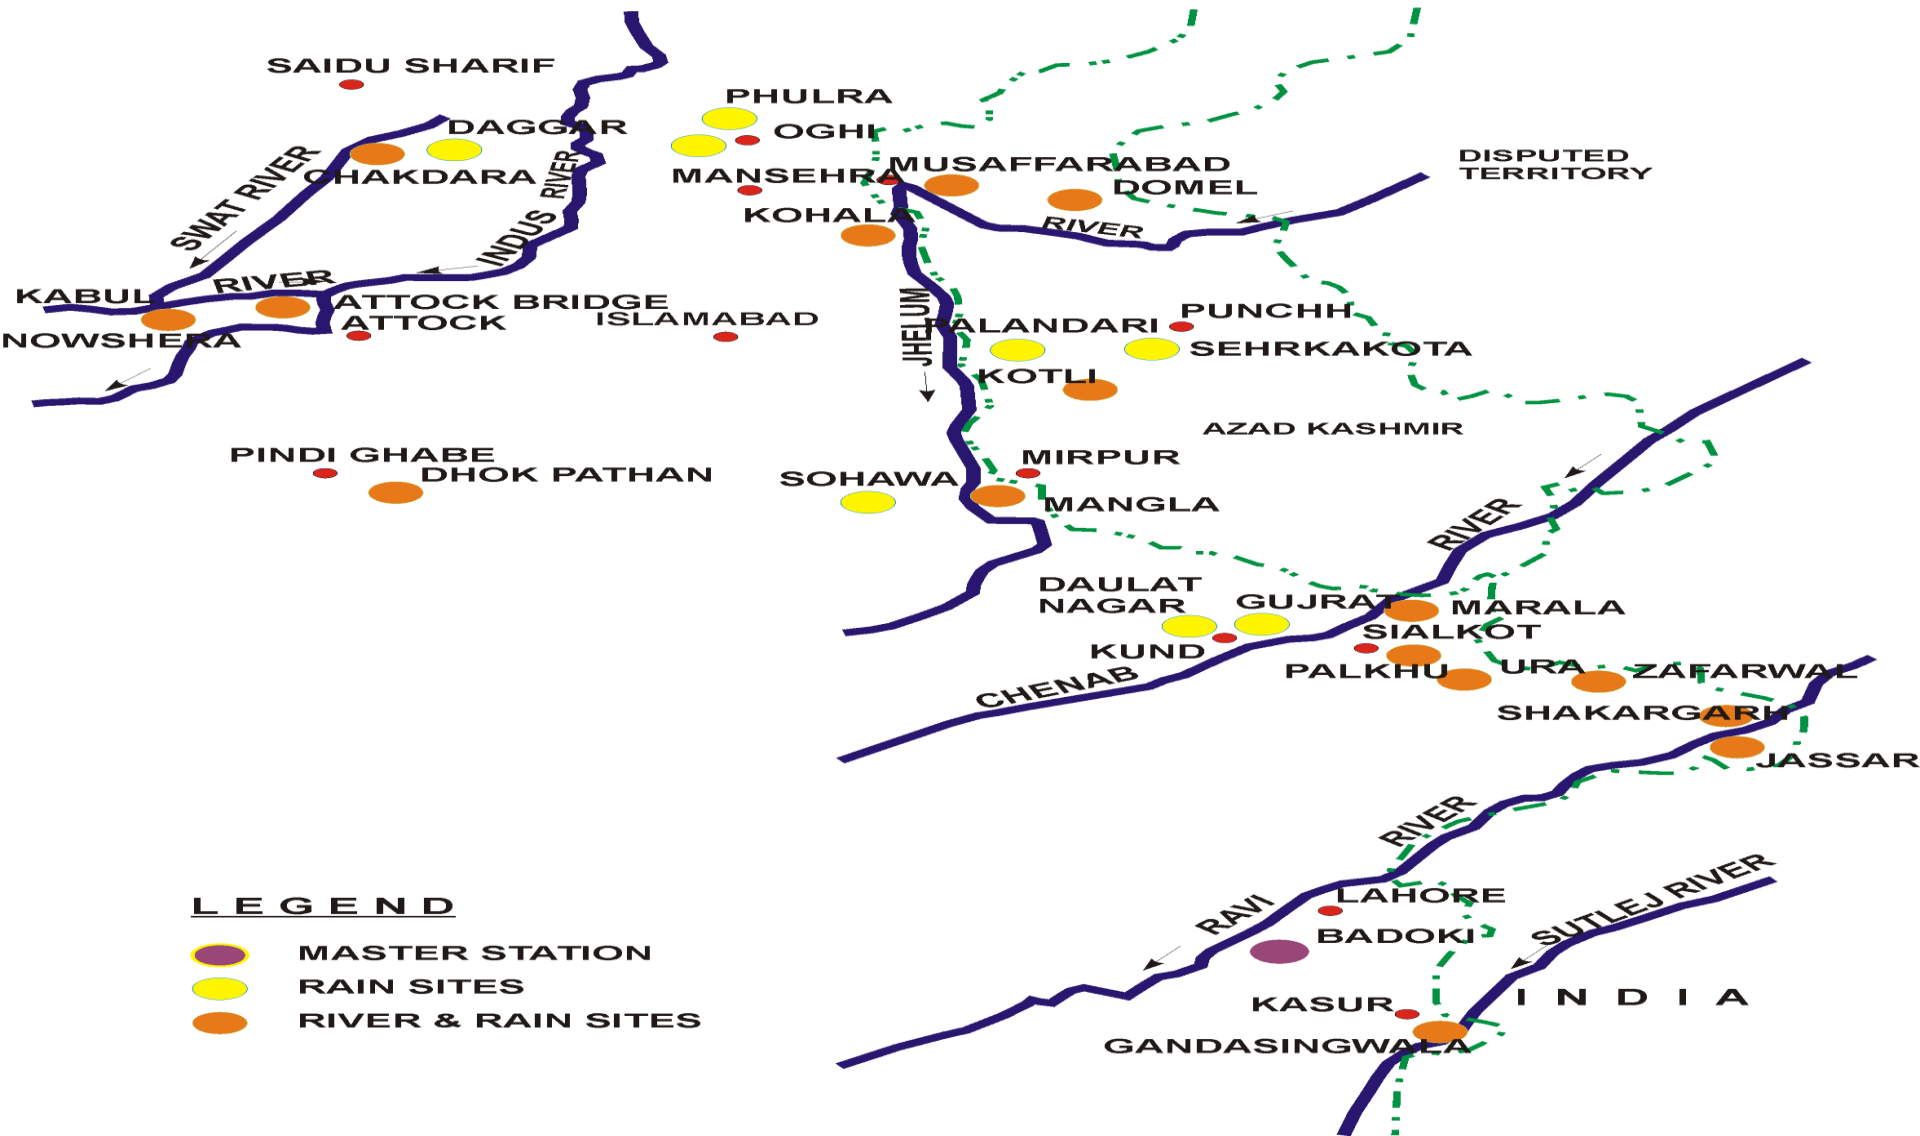 SAIDU SHARIF
PHULRA
DAGGAR
OGHI
DISPUTED
TERRITORY
MUSAFFARABAD
CHAKDARA
MANSEHRA
DOMEL
SWAT RIVER
INDUS RIVER
KOHALA
RIVER
KABUL
RIVER
ATTOCK BRIDGE
ISLAMABAD
ATTOCK
NOWSHERA
JHELUM
PALANDARI
PUNCHH
SEHRKAKOTA
KOTLI
AZAD KASHMIR
PINDI GHABE
DHOK PATHAN
SOHAWA
MIRPUR
MANGLA
RIVER
DAULAT
NAGAR
GUJRAT
MARALA
SIALKOT
KUND
PALKHU
URA
ZAFARWAL
CHENAB
SHAKARGARH
JASSAR
RIVER
LAHORE
RAVI
SUTLEJ RIVER
BADOKI
KASUR
INDIA
GANDASINGWALA
LEGEND
MASTER STATION
RAIN SITES
RIVER & RAIN SITES